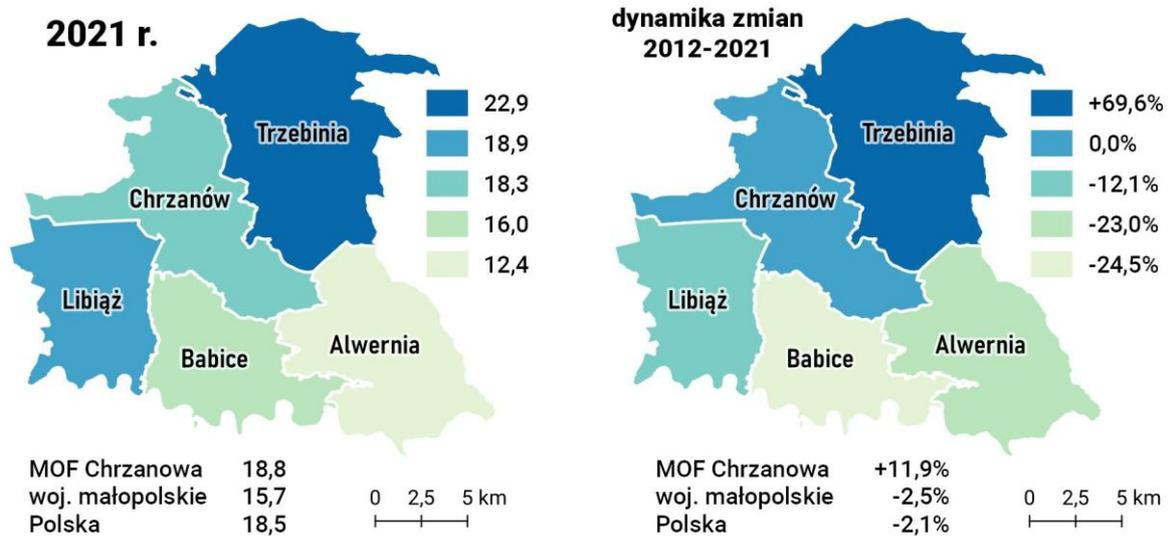 2021 r.
22,9
18,9
18,3
16,0
12,4
Trzebinia
Chrzanów
Libiąż
Babice
Alwernia
MOF Chrzanowa 18,8
woj. małopolskie 15,7
Polska 18,5
0 2,5 5 km
dynamika zmian
2012-2021
+69,6%
0,0%
-12,1%
-23,0%
-24,5%
Trzebinia
Chrzanów
Libiąż
Babice
Alwernia
MOF Chrzanowa +11,9%
woj. małopolskie -2,5%
Polska -2,1%
0 2,5 5 km